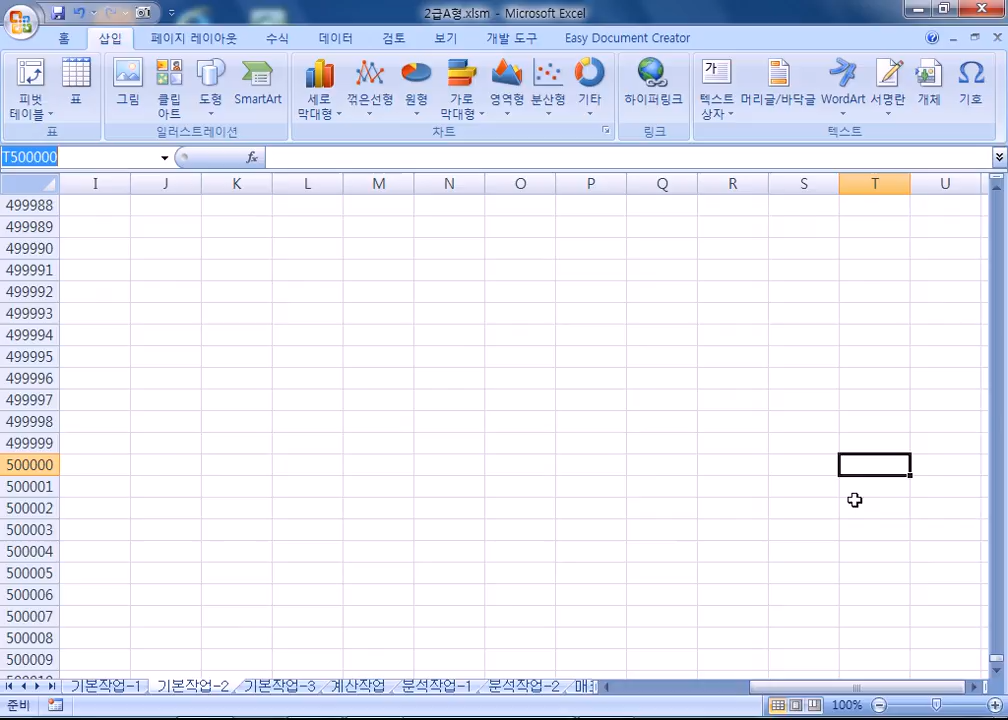 2급A형.xlsm - Microsoft Excel
홈 삽입 페이지 레이아웃 수식 데이터 검토 보기 개발 도구 Easy Document Creator
피벗 테이블 표 그림 클립 아트 도형 SmartArt 세로 막대형 꺾은선형 원형 가로 막대형 영역형 분산형 기타 하이퍼링크 텍스트 상자 머리글/바닥글 WordArt 서명란 개체 기호
표 일러스트레이션 차트 링크 텍스트
T500000 fx
I J K L M N O P Q R S T U
499988
499989
499990
499991
499992
499993
499994
499995
499996
499997
499998
499999
500000
500001
500002
500003
500004
500005
500006
500007
500008
500009
기본작업-1 기본작업-2 기본작업-3 계산작업 분석작업-1 분석작업-2
준비 100%